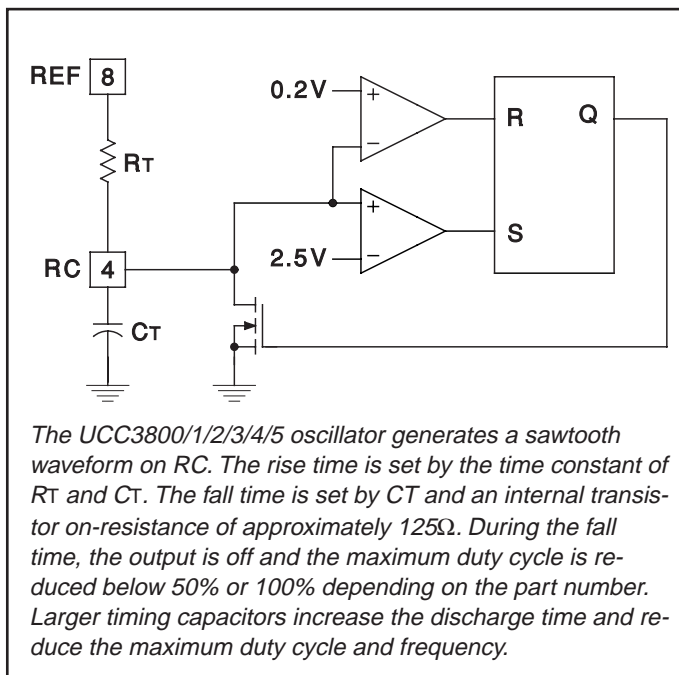 REF 8
0.2V
+
R
Q
RT
−
+
S
RC 4
2.5V
−
CT
The UCC3800/1/2/3/4/5 oscillator generates a sawtooth
waveform on RC. The rise time is set by the time constant of
RT and CT. The fall time is set by CT and an internal transis-
tor on-resistance of approximately 125Ω. During the fall
time, the output is off and the maximum duty cycle is re-
duced below 50% or 100% depending on the part number.
Larger timing capacitors increase the discharge time and re-
duce the maximum duty cycle and frequency.